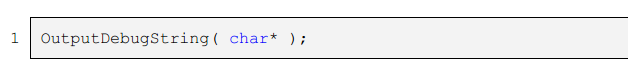 1 OutputDebugString( char* );